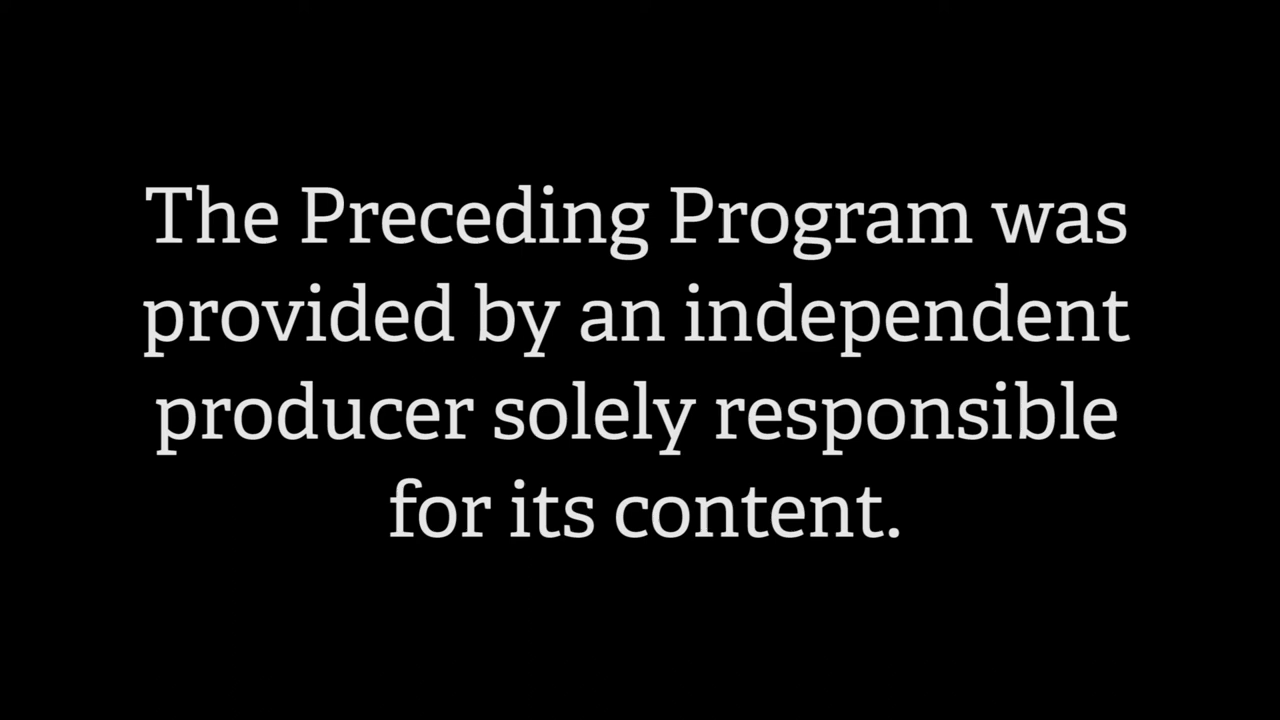 The Preceding Program was
provided by an independent
producer solely responsible
for its content.